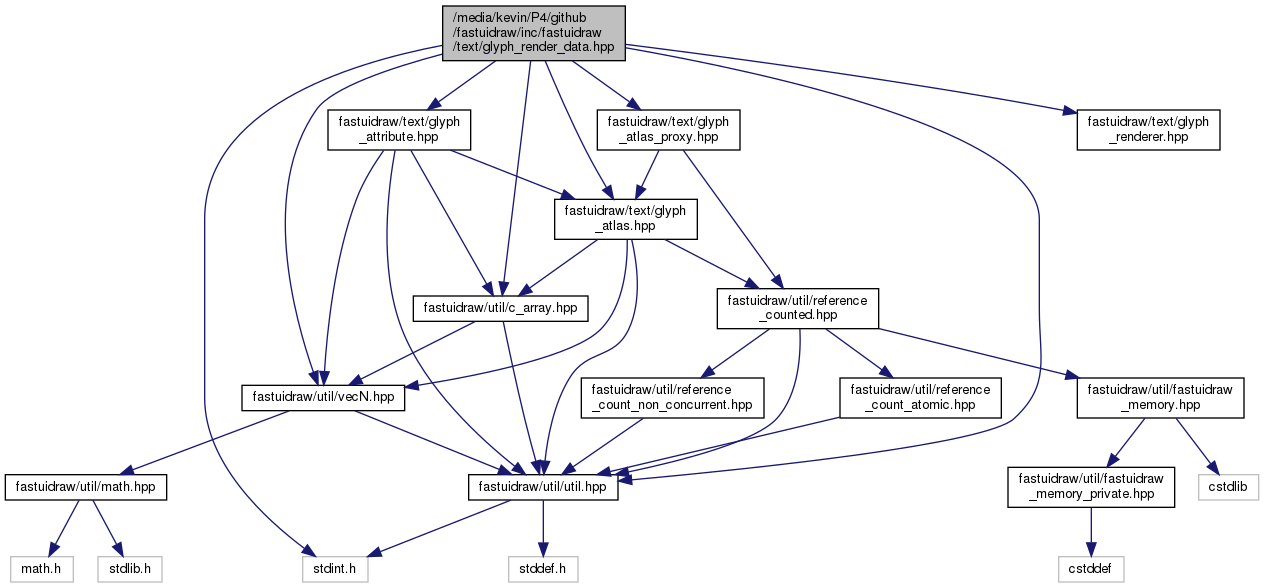 /media/kevin/P4/github
/fastuidraw/inc/fastuidraw
/text/glyph_render_data.hpp
fastuidraw/text/glyph
_attribute.hpp
fastuidraw/text/glyph
_atlas_proxy.hpp
fastuidraw/text/glyph
_renderer.hpp
fastuidraw/text/glyph
_atlas.hpp
fastuidraw/util/c_array.hpp
fastuidraw/util/reference
_counted.hpp
fastuidraw/util/vecN.hpp
fastuidraw/util/reference
_count_non_concurrent.hpp
fastuidraw/util/reference
_count_atomic.hpp
fastuidraw/util/fastuidraw
_memory.hpp
fastuidraw/util/math.hpp
fastuidraw/util/util.hpp
fastuidraw/util/fastuidraw
_memory_private.hpp
cstdlib
math.h
stdlib.h
stdint.h
stddef.h
cstddef